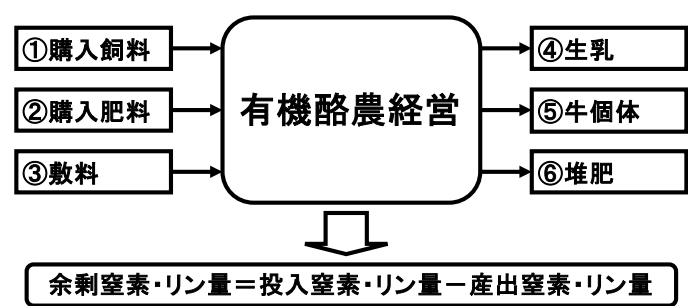 ①購入飼料
②購入肥料
③敷料
有機酪農経営
④生乳
⑤牛個体
⑥堆肥
余剰窒素・リン量＝投入窒素・リン量－産出窒素・リン量